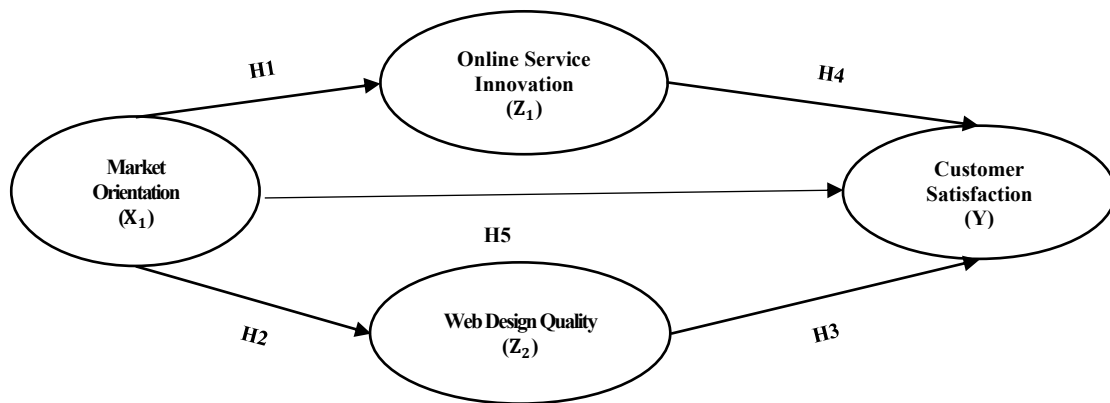 Online Service
Innovation
(Z₁)
H1
H4
Market
Orientation
(X₁)
Customer
Satisfaction
(Y)
H5
Web Design Quality
(Z₂)
H2
H3